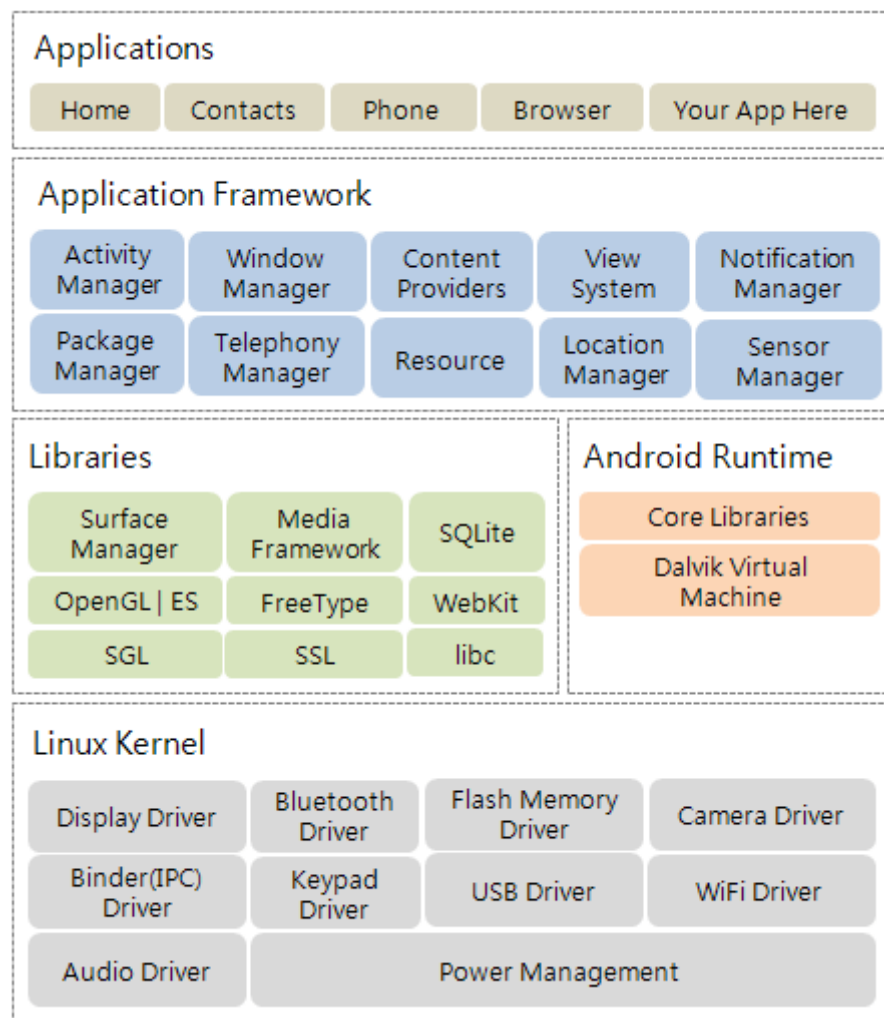 Applications
Home
Contacts
Phone
Browser
Your App Here
Application Framework
Activity
Manager
Window
Manager
Content
Providers
View
System
Notification
Manager
Package
Manager
Telephony
Manager
Resource
Location
Manager
Sensor
Manager
Libraries
Surface
Manager
Media
Framework
SQLite
OpenGL | ES
FreeType
WebKit
SGL
SSL
libc
Android Runtime
Core Libraries
Dalvik Virtual
Machine
Linux Kernel
Display Driver
Bluetooth
Driver
Flash Memory
Driver
Camera Driver
Binder(IPC)
Driver
Keypad
Driver
USB Driver
WiFi Driver
Audio Driver
Power Management